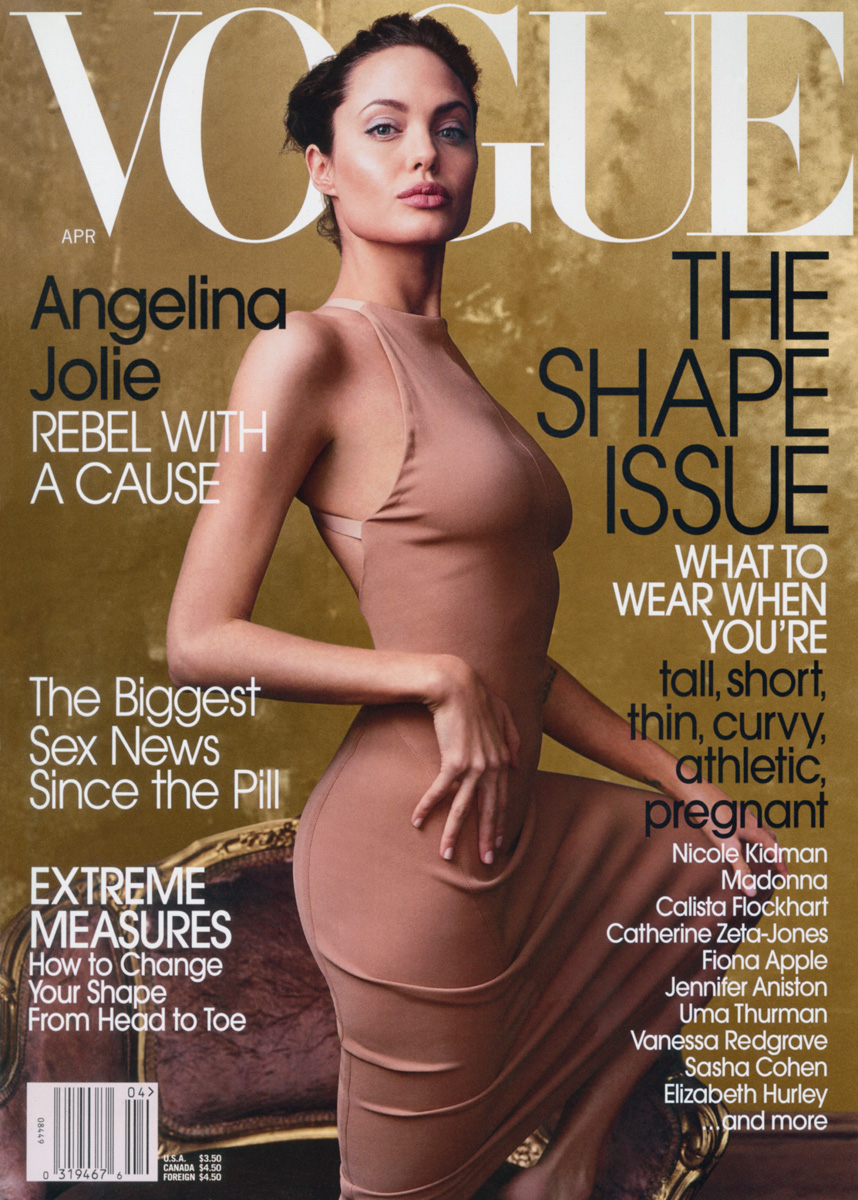 VOGUE
APR
Angelina
Jolie
REBEL WITH
A CAUSE
The Biggest
Sex News
Since the Pill
EXTREME
MEASURES
How to Change
Your Shape
From Head to Toe
THE
SHAPE
ISSUE
WHAT TO
WEAR WHEN
YOU'RE
tall, short,
thin, curvy,
athletic,
pregnant
Nicole Kidman
Madonna
Calista Flockhart
Catherine Zeta-Jones
Fiona Apple
Jennifer Aniston
Uma Thurman
Vanessa Redgrave
Sasha Cohen
Elizabeth Hurley
...and more
04>
08449
0 319467 6
U.S.A. $3.50
CANADA $4.50
FOREIGN $4.50